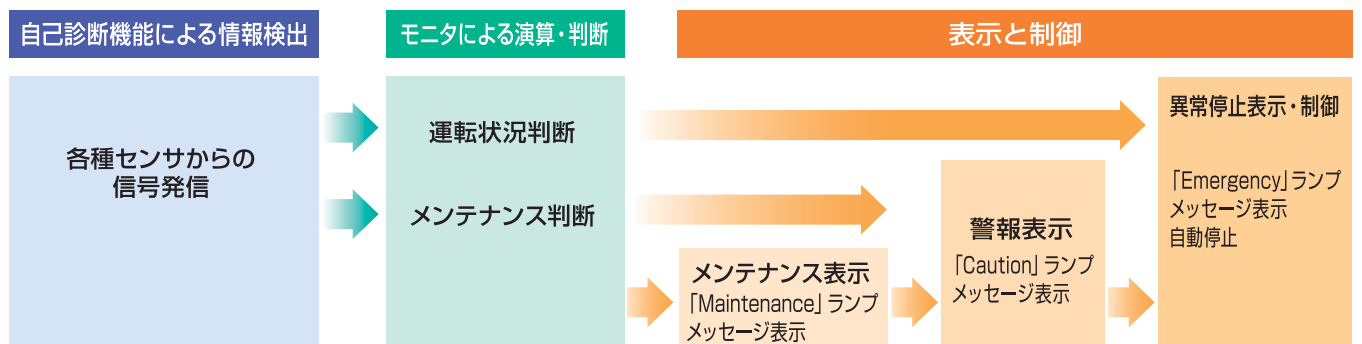 自己診断機能による情報検出
モニタによる演算・判断
表示と制御
各種センサからの
信号発信
運転状況判断
メンテナンス判断
メンテナンス表示
「Maintenance」ランプ
メッセージ表示
警報表示
「Caution」ランプ
メッセージ表示
異常停止表示・制御
「Emergency」ランプ
メッセージ表示
自動停止